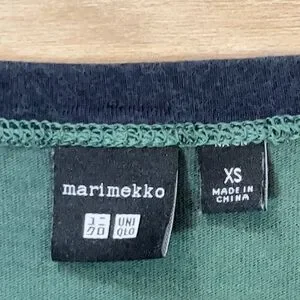 marimekko
ユニ UNI
クロ QLO
XS
MADE IN
CHINA